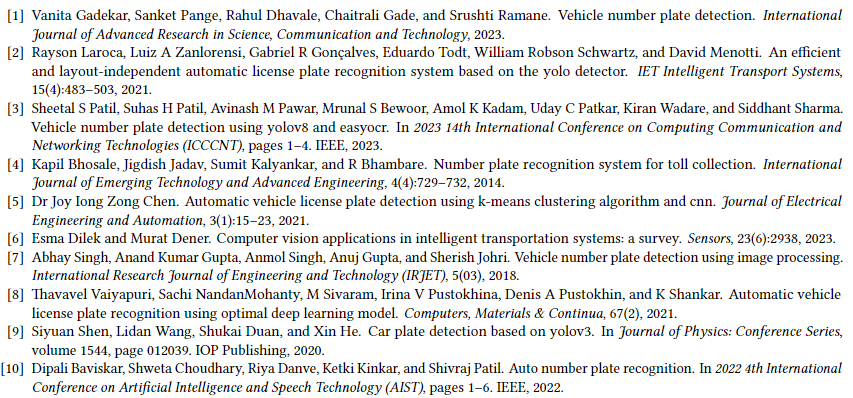 [1] Vanita Gadekar, Sanket Pange, Rahul Dhavale, Chaitrali Gade, and Srushti Ramane. Vehicle number plate detection. International
Journal of Advanced Research in Science, Communication and Technology, 2023.
[2] Rayson Laroca, Luiz A Zanlorensi, Gabriel R Gonçalves, Eduardo Todt, William Robson Schwartz, and David Menotti. An efficient
and layout-independent automatic license plate recognition system based on the yolo detector. IET Intelligent Transport Systems,
15(4):483–503, 2021.
[3] Sheetal S Patil, Suhas H Patil, Avinash M Pawar, Mrunal S Bewoor, Amol K Kadam, Uday C Patkar, Kiran Wadare, and Siddhant Sharma.
Vehicle number plate detection using yolov8 and easyocr. In 2023 14th International Conference on Computing Communication and
Networking Technologies (ICCCNT), pages 1–4. IEEE, 2023.
[4] Kapil Bhosale, Jigdish Jadav, Sumit Kalyankar, and R Bhambare. Number plate recognition system for toll collection. International
Journal of Emerging Technology and Advanced Engineering, 4(4):729–732, 2014.
[5] Dr Joy Iong Zong Chen. Automatic vehicle license plate detection using k-means clustering algorithm and cnn. Journal of Electrical
Engineering and Automation, 3(1):15–23, 2021.
[6] Esma Dilek and Murat Dener. Computer vision applications in intelligent transportation systems: a survey. Sensors, 23(6):2938, 2023.
[7] Abhay Singh, Anand Kumar Gupta, Anmol Singh, Anuj Gupta, and Sherish Johri. Vehicle number plate detection using image processing.
International Research Journal of Engineering and Technology (IRJET), 5(03), 2018.
[8] Thavavel Vaiyapuri, Sachi NandanMohanty, M Sivaram, Irina V Pustokhina, Denis A Pustokhin, and K Shankar. Automatic vehicle
license plate recognition using optimal deep learning model. Computers, Materials & Continua, 67(2), 2021.
[9] Siyuan Shen, Lidan Wang, Shukai Duan, and Xin He. Car plate detection based on yolov3. In Journal of Physics: Conference Series,
volume 1544, page 012039. IOP Publishing, 2020.
[10] Dipali Baviskar, Shweta Choudhary, Riya Danve, Ketki Kinkar, and Shivraj Patil. Auto number plate recognition. In 2022 4th International
Conference on Artificial Intelligence and Speech Technology (AIST), pages 1–6. IEEE, 2022.